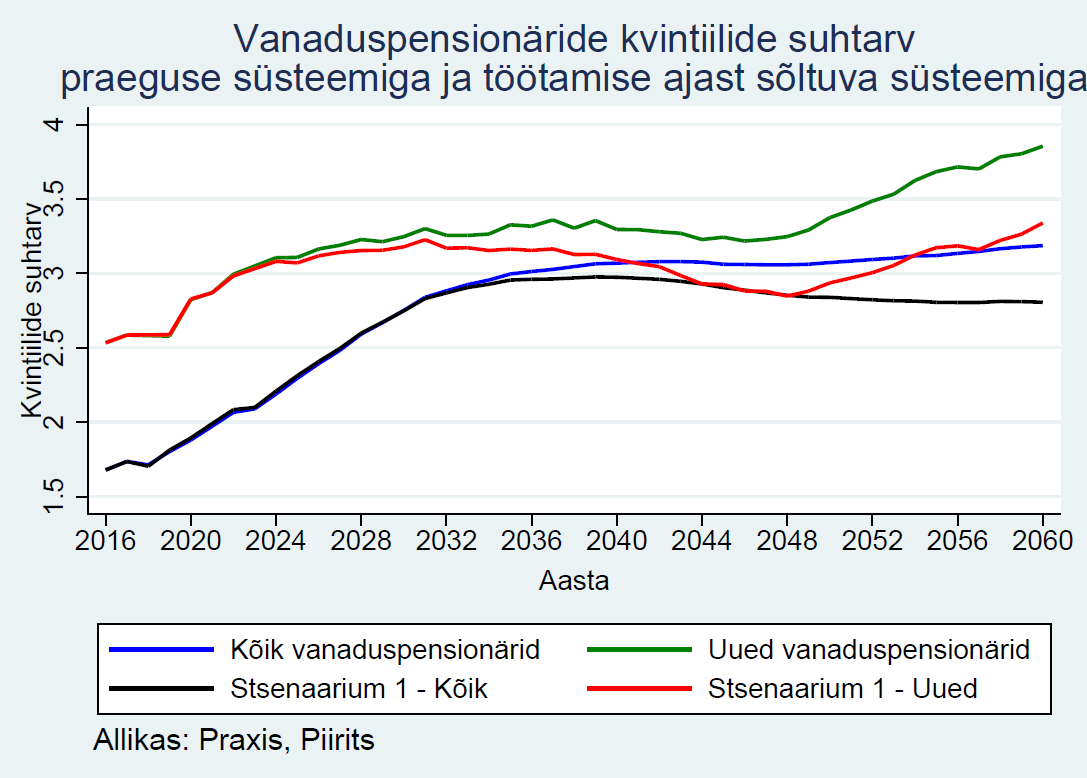 Vanaduspensionäride kvintiilide suhtarv
praeguse süsteemiga ja töötamise ajast sõltuva süsteemiga
Kvintiilide suhtarv
4
3.5
3
2.5
2
1.5
2016 2020 2024 2028 2032 2036 2040 2044 2048 2052 2056 2060
Aasta
Kõik vanaduspensionärid Uued vanaduspensionärid
Stsenaarium 1 - Kõik Stsenaarium 1 - Uued
Allikas: Praxis, Piirits